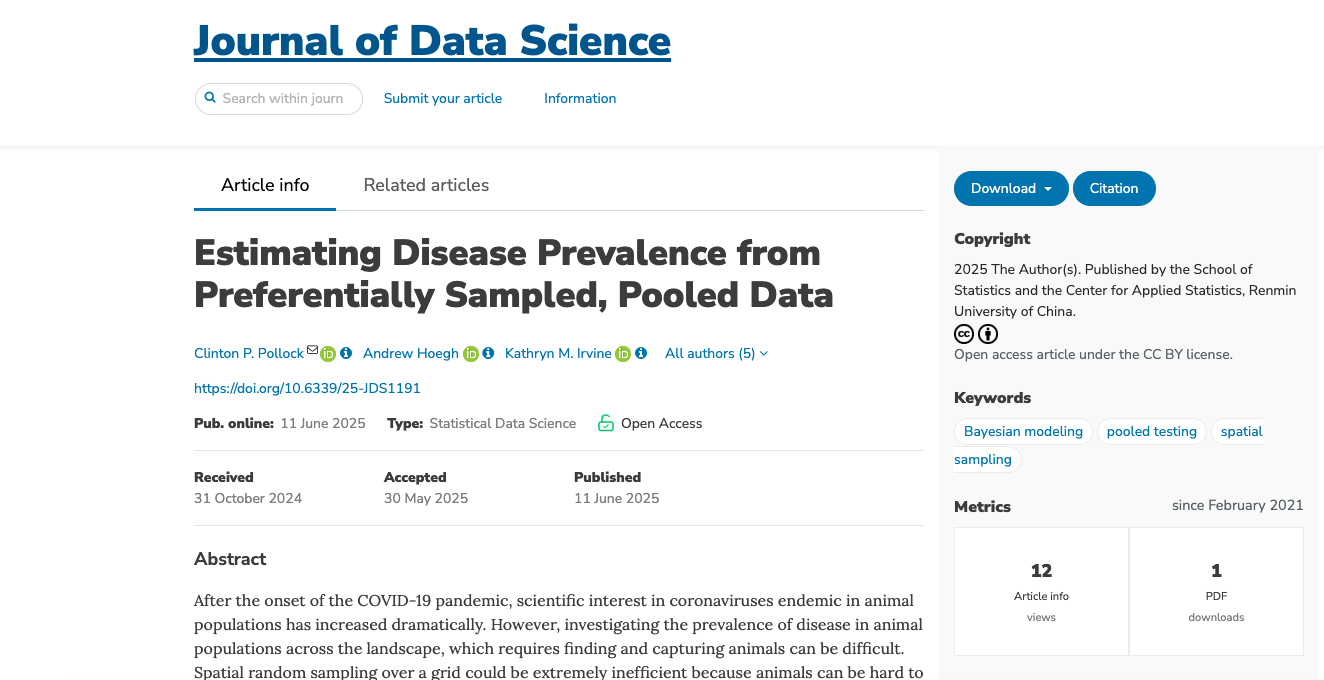 Journal of Data Science
Search within journ
Submit your article
Information
Article info
Related articles
Estimating Disease Prevalence from
Preferentially Sampled, Pooled Data
Clinton P. Pollock iD i Andrew Hoegh iD i Kathryn M. Irvine iD i All authors (5)
https://doi.org/10.6339/25-JDS1191
Pub. online: 11 June 2025 Type: Statistical Data Science Open Access
Received Accepted Published
31 October 2024 30 May 2025 11 June 2025
Abstract
After the onset of the COVID-19 pandemic, scientific interest in coronaviruses endemic in animal
populations has increased dramatically. However, investigating the prevalence of disease in animal
populations across the landscape, which requires finding and capturing animals can be difficult.
Spatial random sampling over a grid could be extremely inefficient because animals can be hard to
Download Citation
Copyright
2025 The Author(s). Published by the School of
Statistics and the Center for Applied Statistics, Renmin
University of China.
cc
Open access article under the CC BY license.
Keywords
Bayesian modeling pooled testing spatial
sampling
Metrics since February 2021
12 1
Article info PDF
views downloads